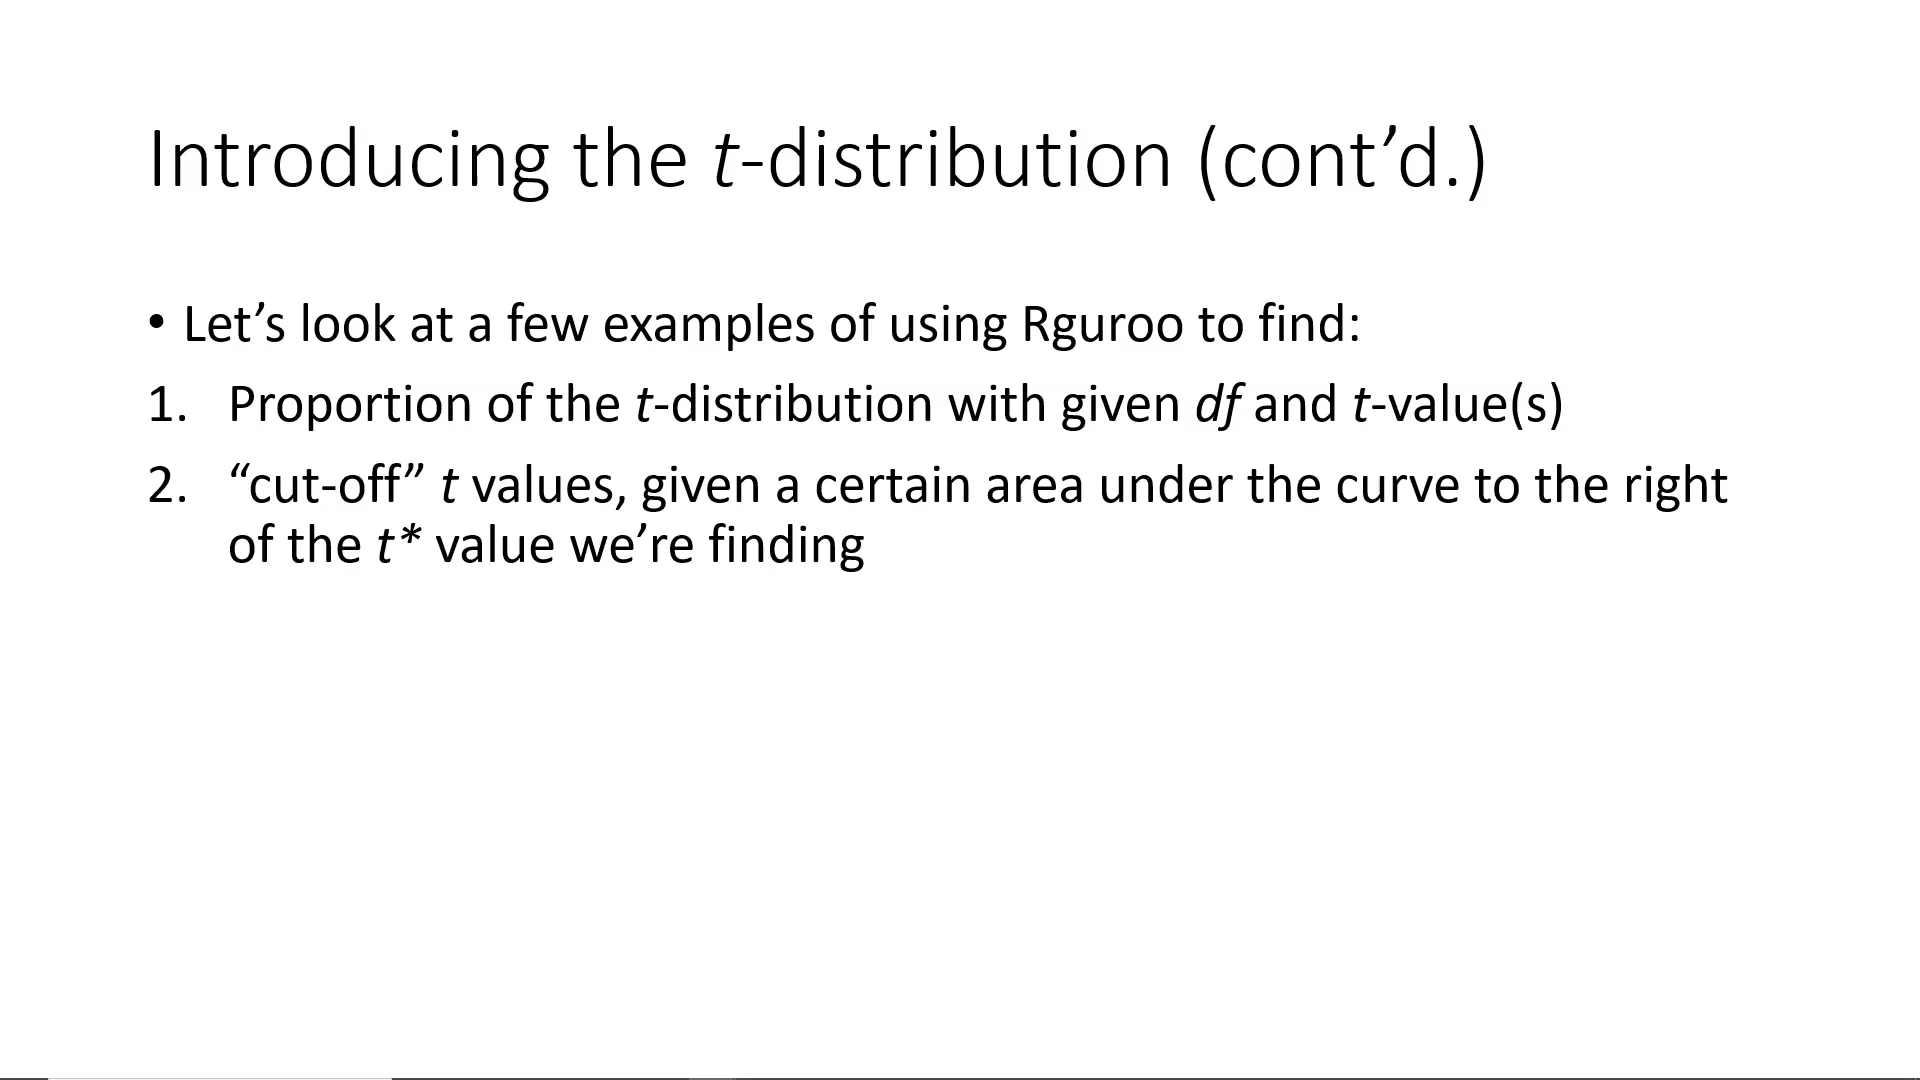 Introducing the t-distribution (cont’d.)
• Let’s look at a few examples of using Rguroo to find:
1. Proportion of the t-distribution with given df and t-value(s)
2. “cut-off” t values, given a certain area under the curve to the right
of the t* value we’re finding